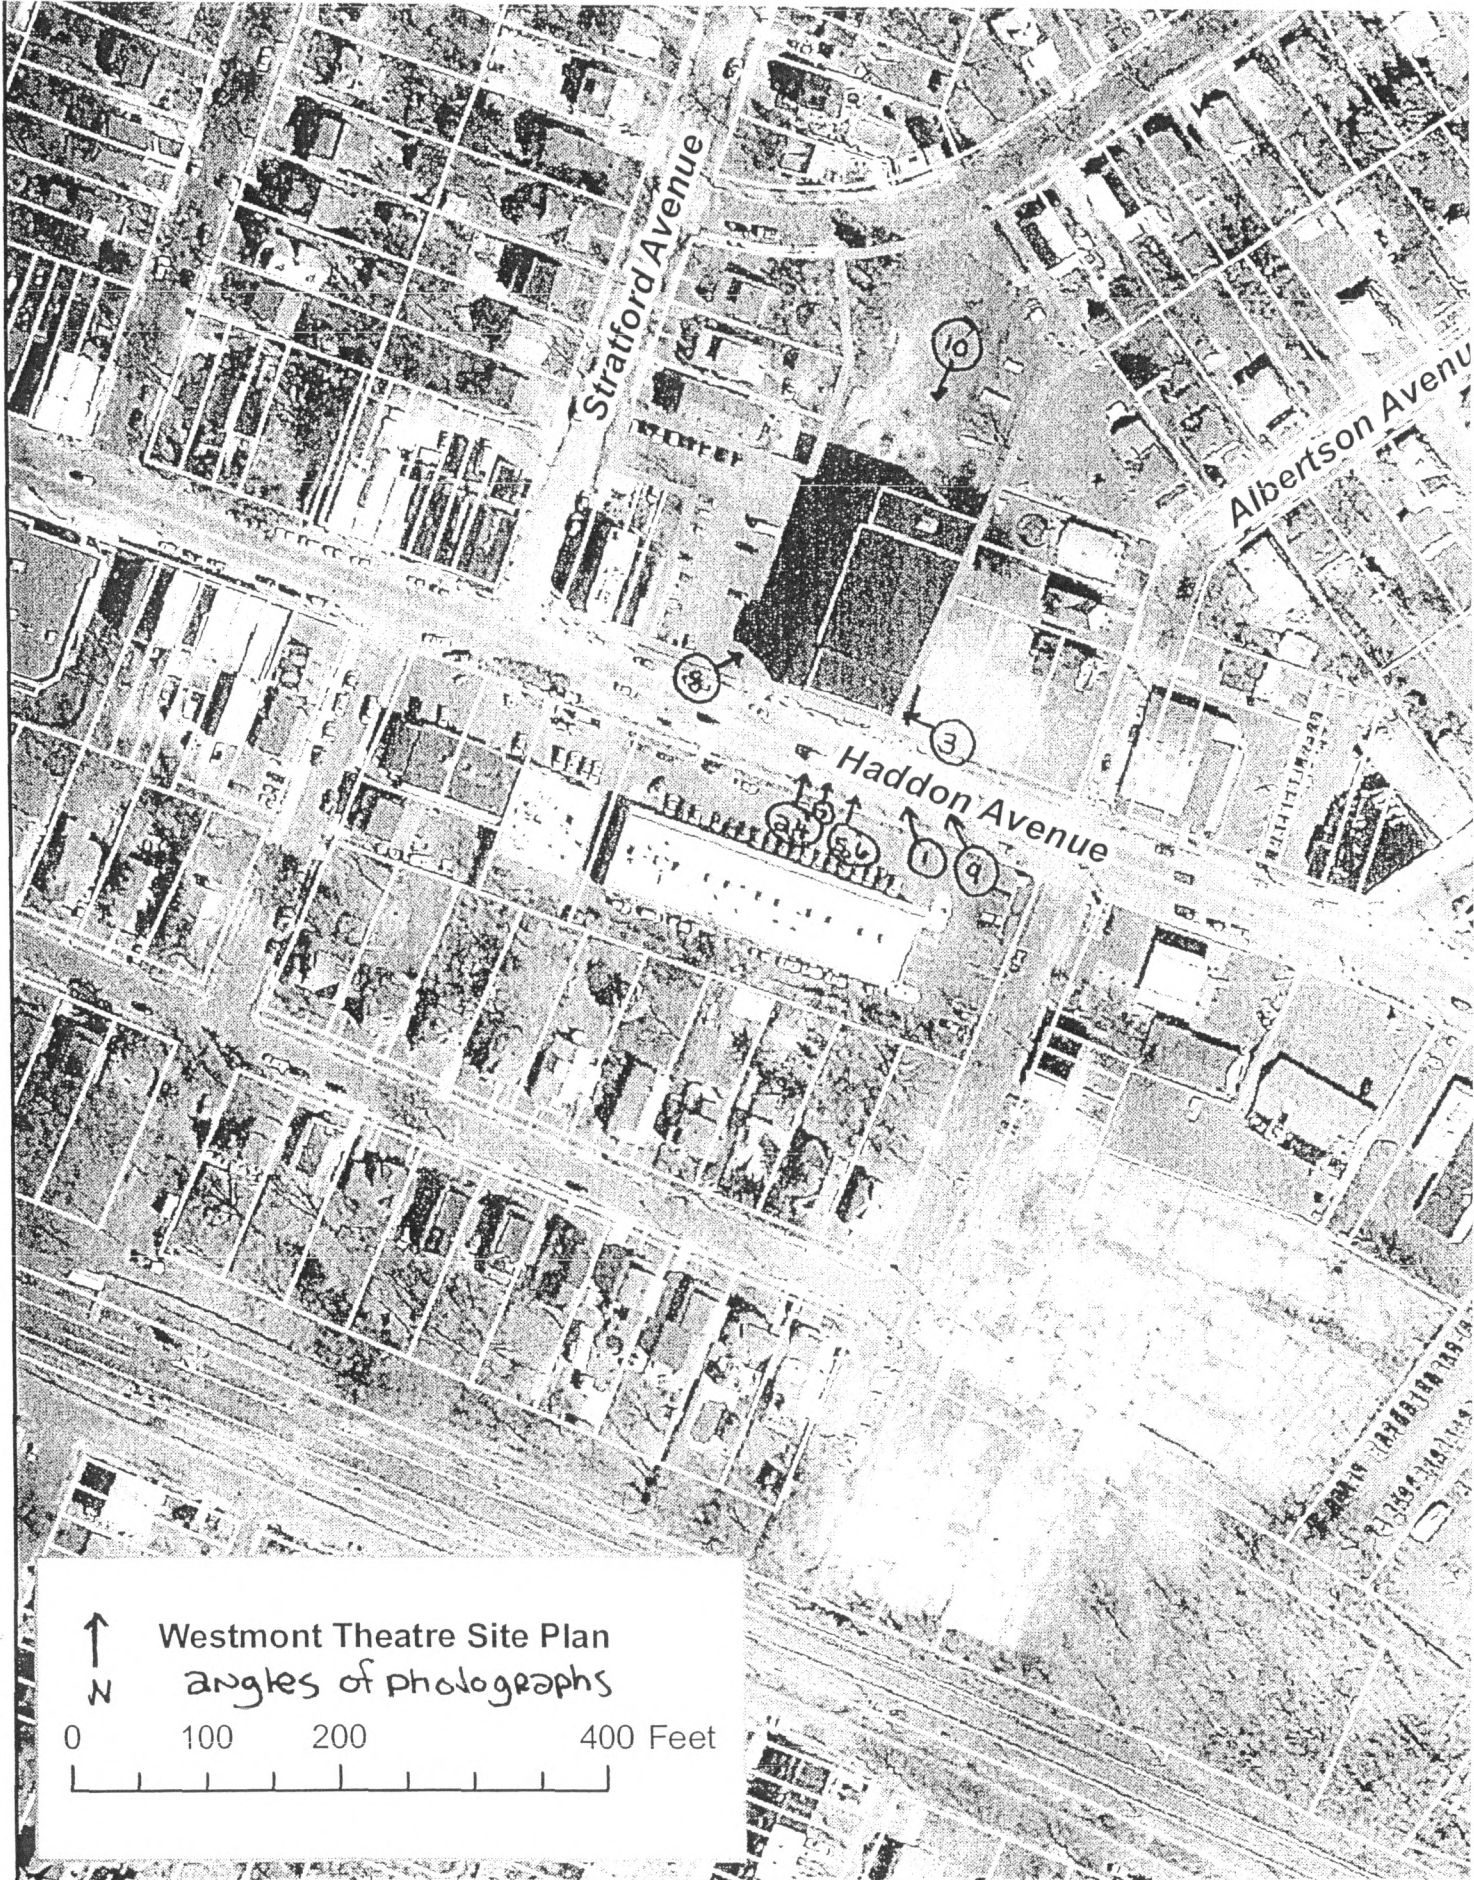 Stratford Avenue
10
Albertson Avenu
8
3
Haddon Avenue
1
9
N
Westmont Theatre Site Plan
angles of photographs
0 100 200 400 Feet